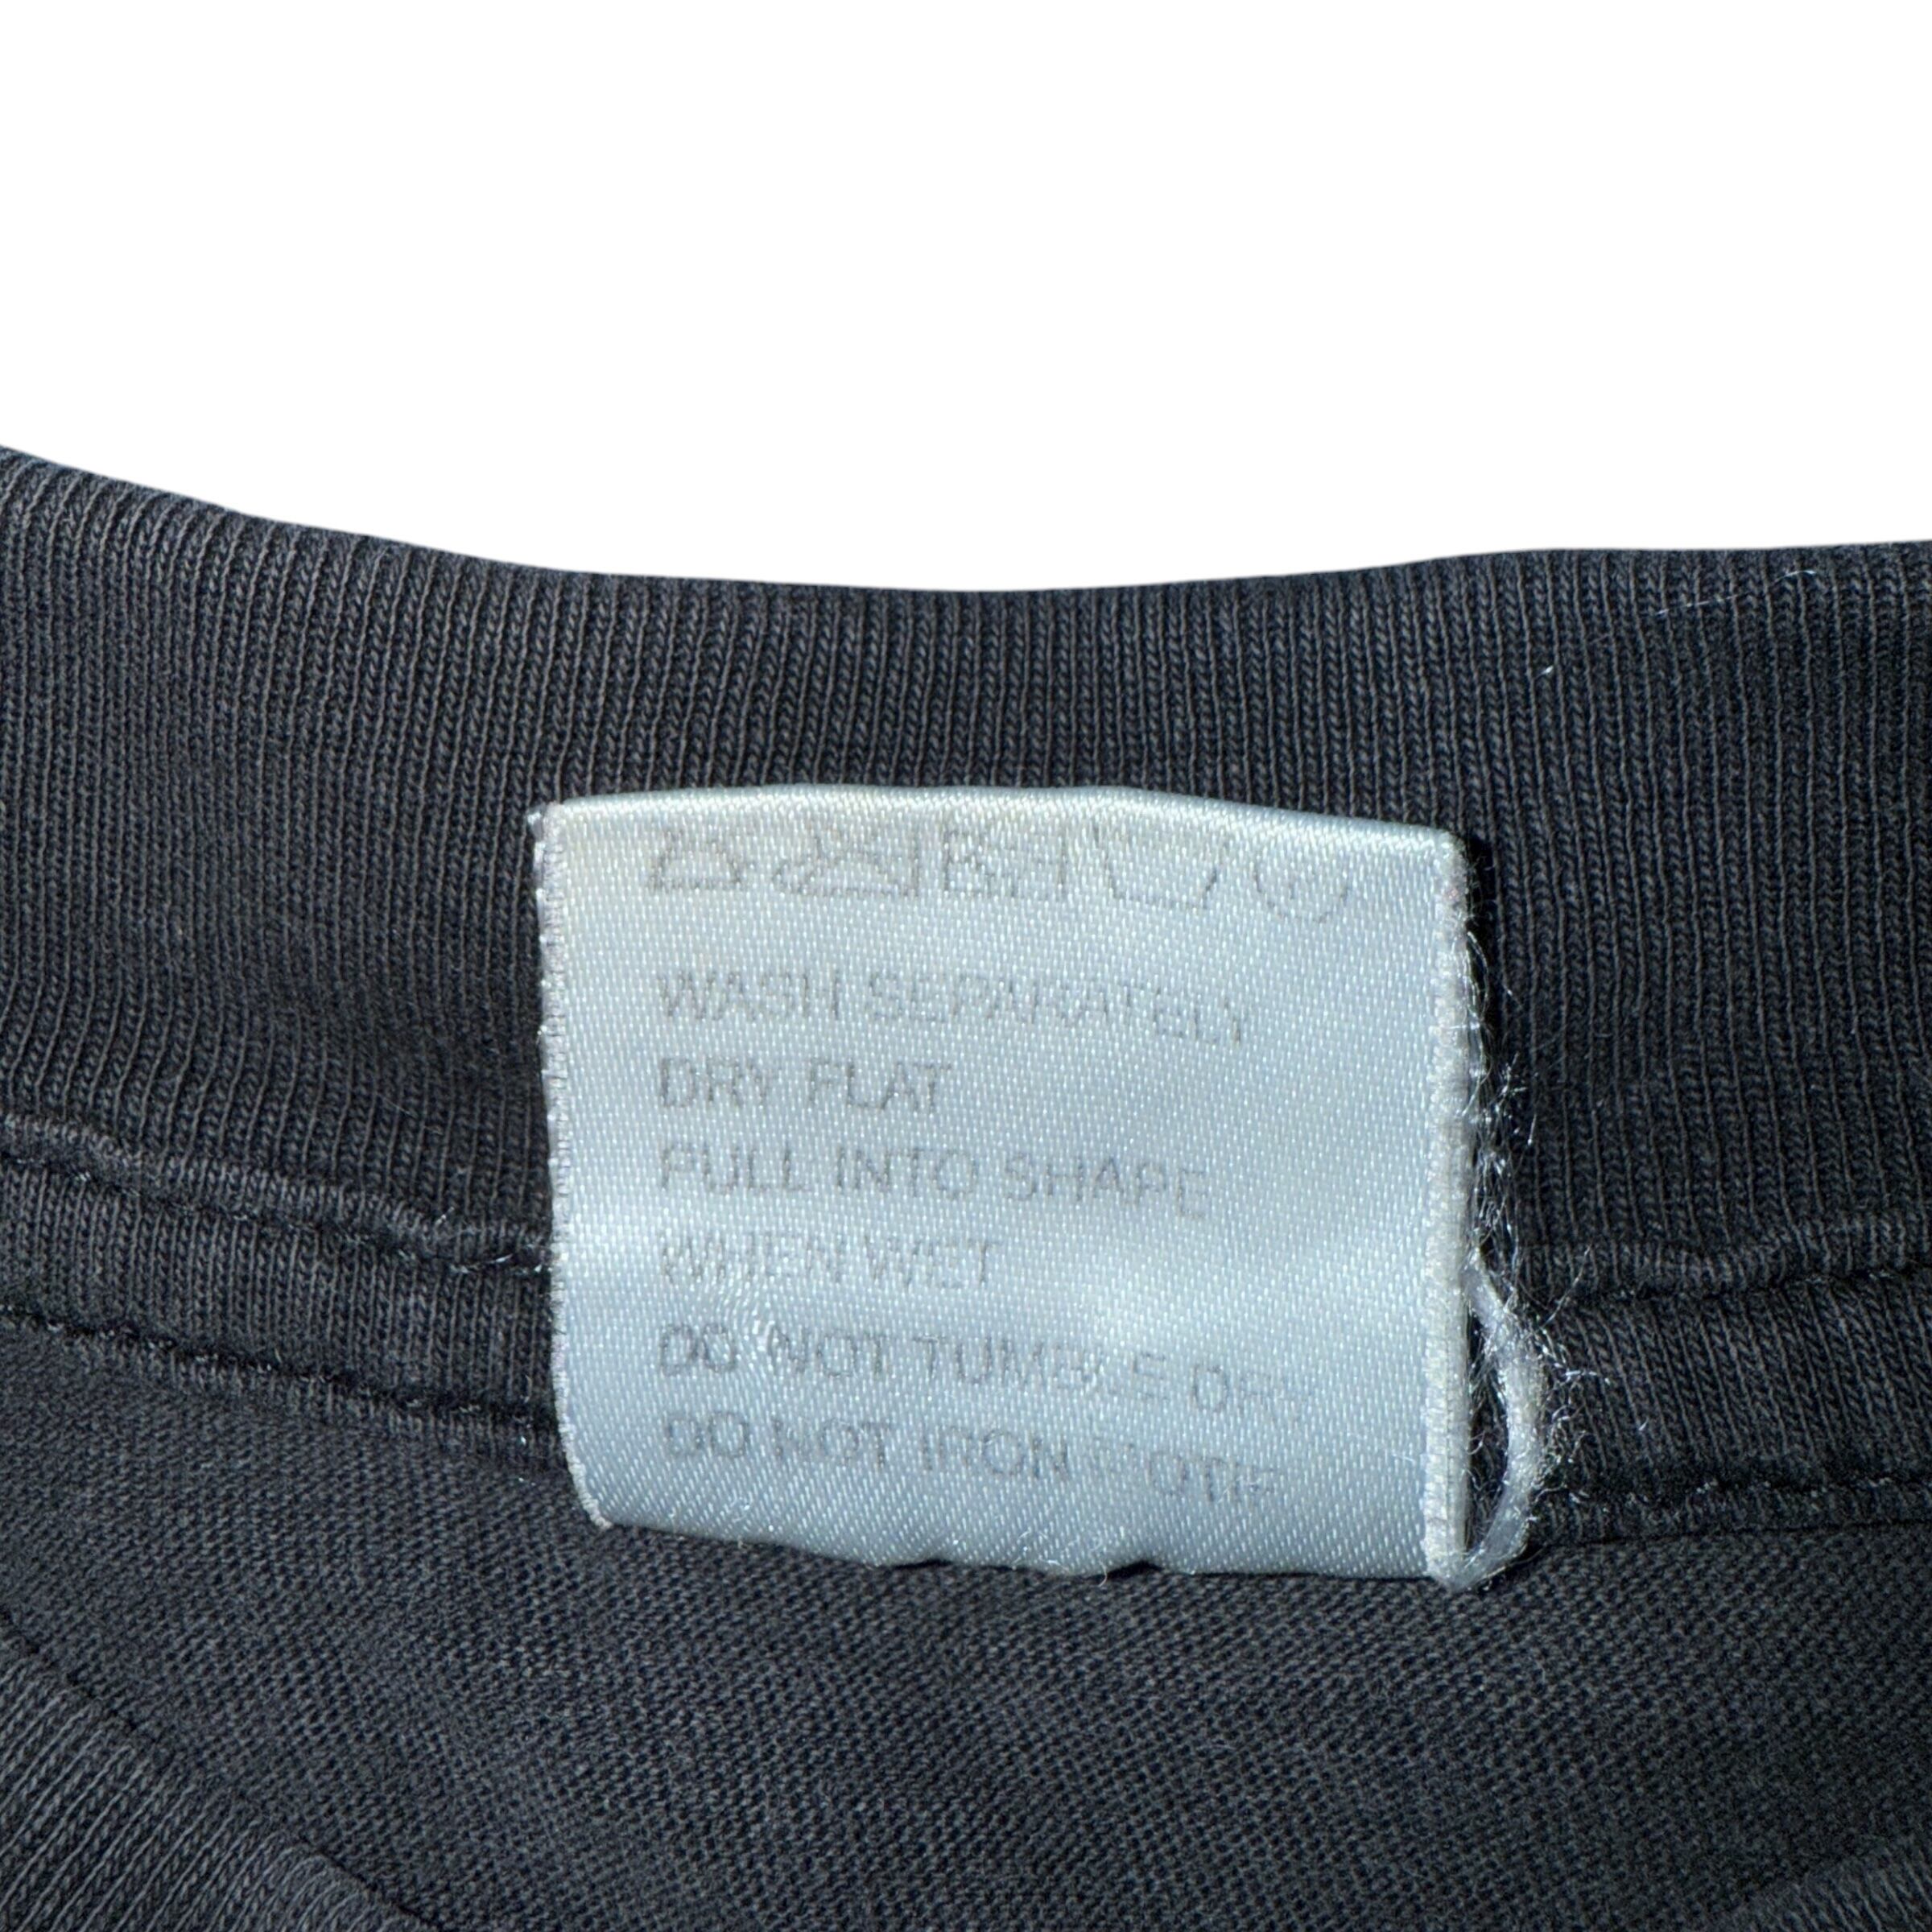 WASH SEPARATELY
DRY FLAT
PULL INTO SHAPE
WHEN WET
DO NOT TUMBLE DRY
DO NOT IRON MOTIF